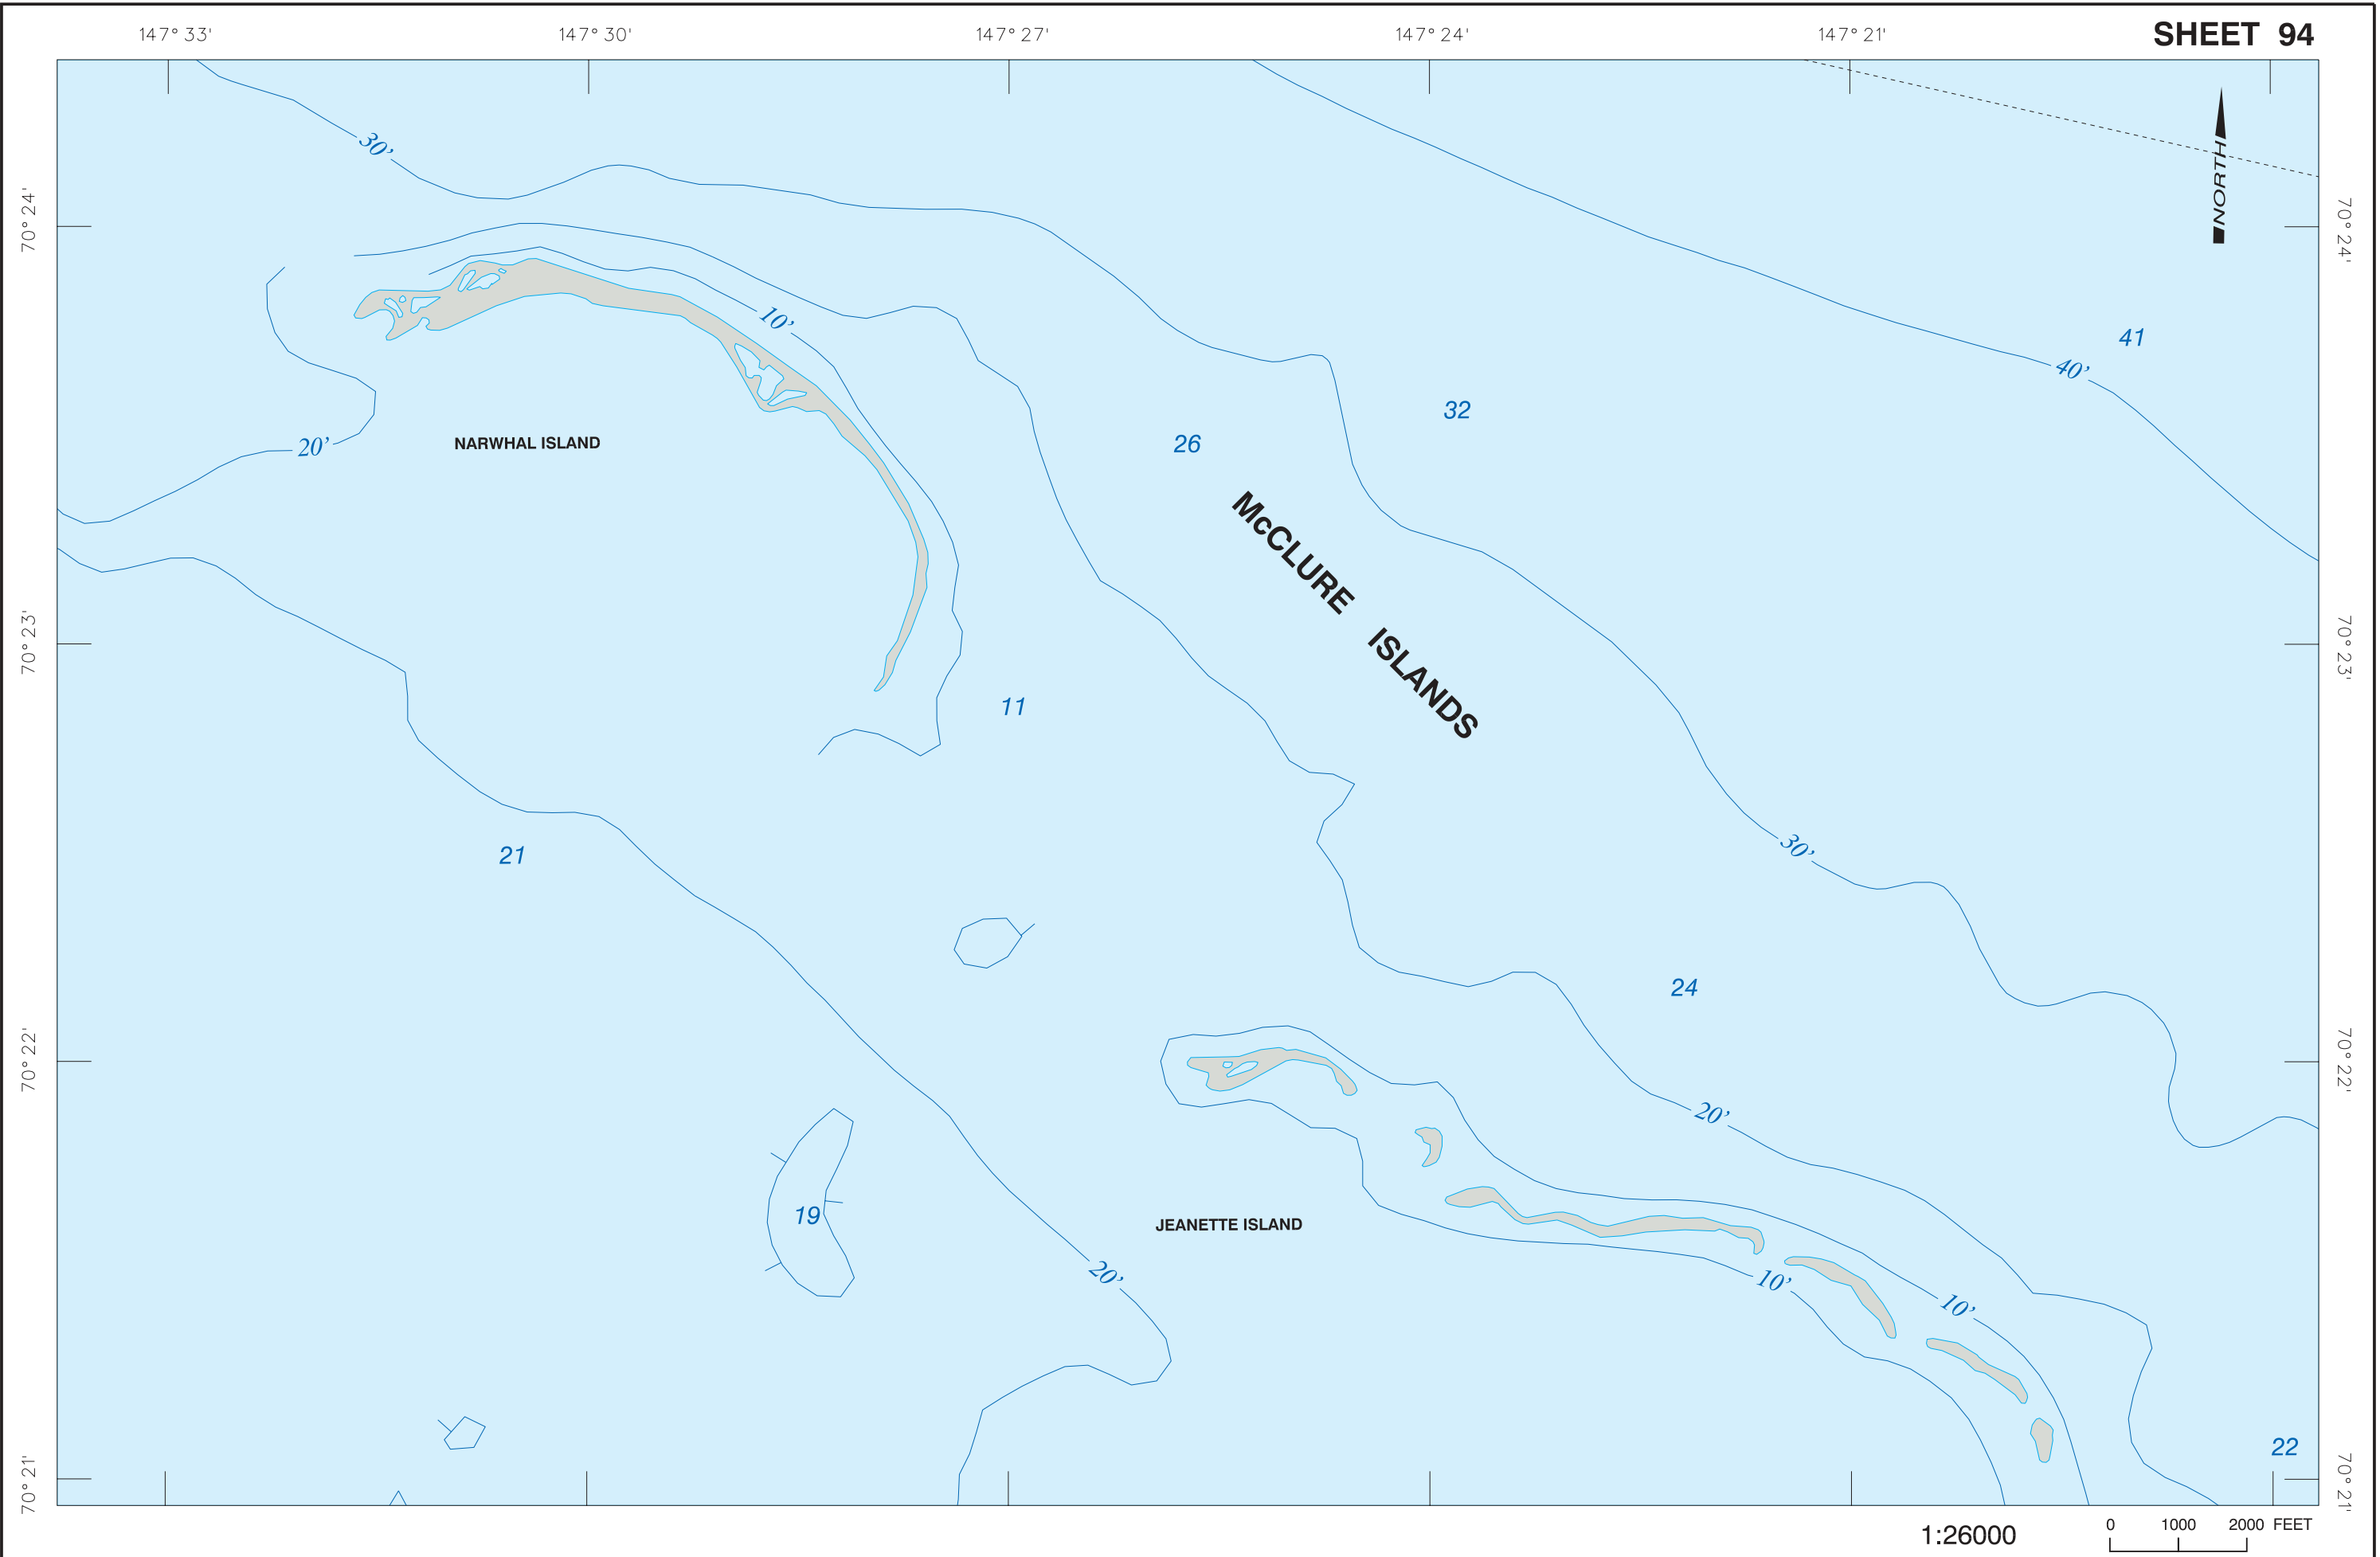 147° 33' 147° 30' 147° 27' 147° 24' 147° 21' SHEET 94
NORTH
30'
70° 24' 70° 24'
10'
41
40'
32
26
20'
NARWHAL ISLAND
McCLURE ISLANDS
70° 23' 70° 23'
11
30'
21
24
70° 22' 70° 22'
20'
19
JEANETTE ISLAND
20'
10'
10'
22
70° 21' 70° 21'
1:26000
0 1000 2000 FEET